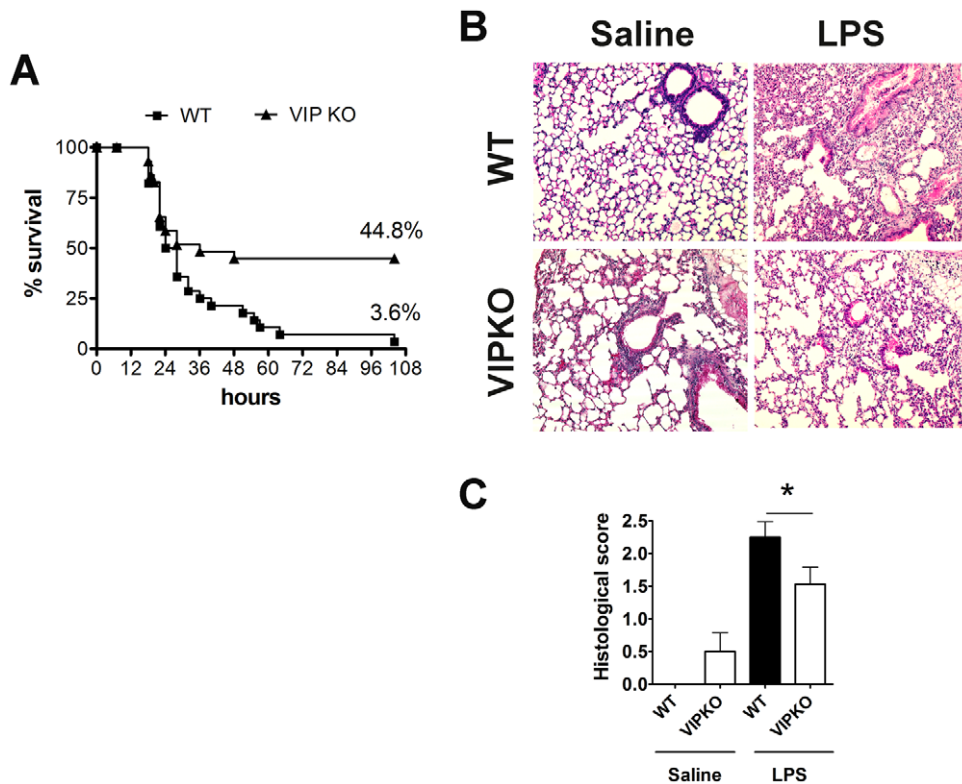 A
WT VIP KO
100
75
50
25
0
% survival
44.8%
3.6%
0 12 24 36 48 60 72 84 96 108
hours
B
Saline LPS
WT
VIPKO
C
*
Histological score
2.5
2.0
1.5
1.0
0.5
0.0
WT VIPKO WT VIPKO
Saline LPS